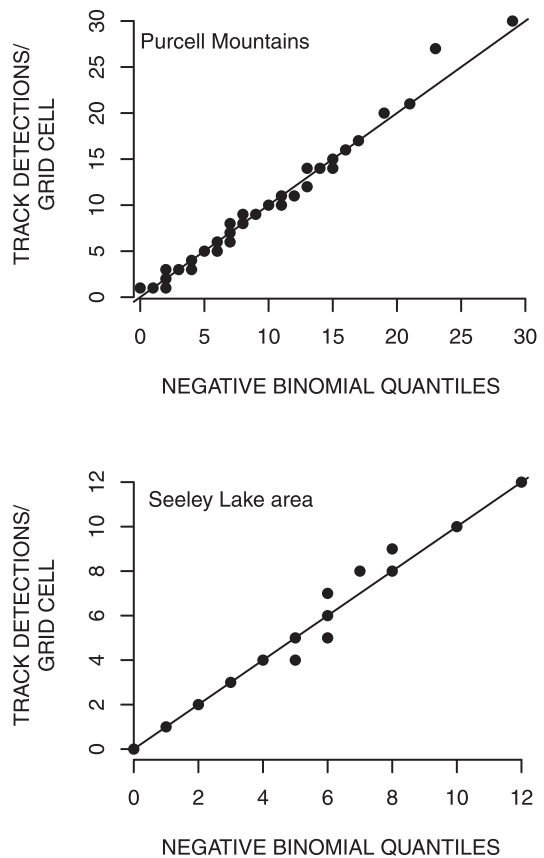 Purcell Mountains
TRACK DETECTIONS/
GRID CELL
30
20
15
10
5
0
0 5 10 15 20 25 30
NEGATIVE BINOMIAL QUANTILES
Seeley Lake area
TRACK DETECTIONS/
GRID CELL
12
10
8
6
4
2
0
0 2 4 6 8 10 12
NEGATIVE BINOMIAL QUANTILES